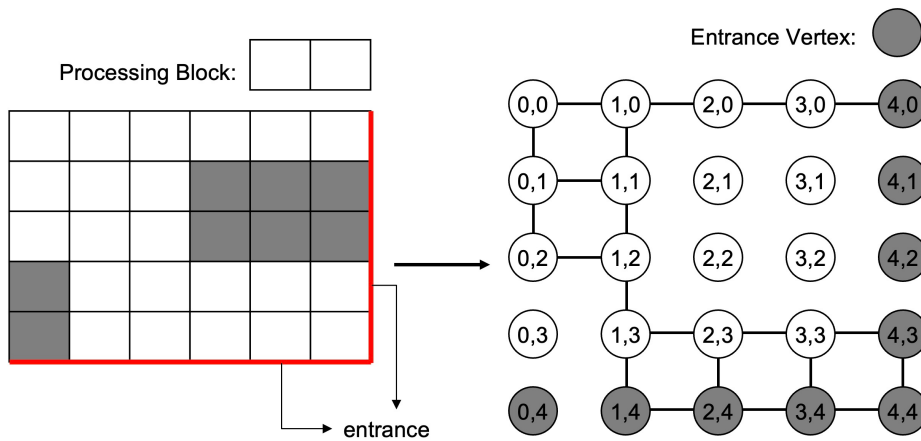 Entrance Vertex:
Processing Block:
0,0 1,0 2,0 3,0 4,0
0,1 1,1 2,1 3,1 4,1
0,2 1,2 2,2 3,2 4,2
0,3 1,3 2,3 3,3 4,3
0,4 1,4 2,4 3,4 4,4
entrance